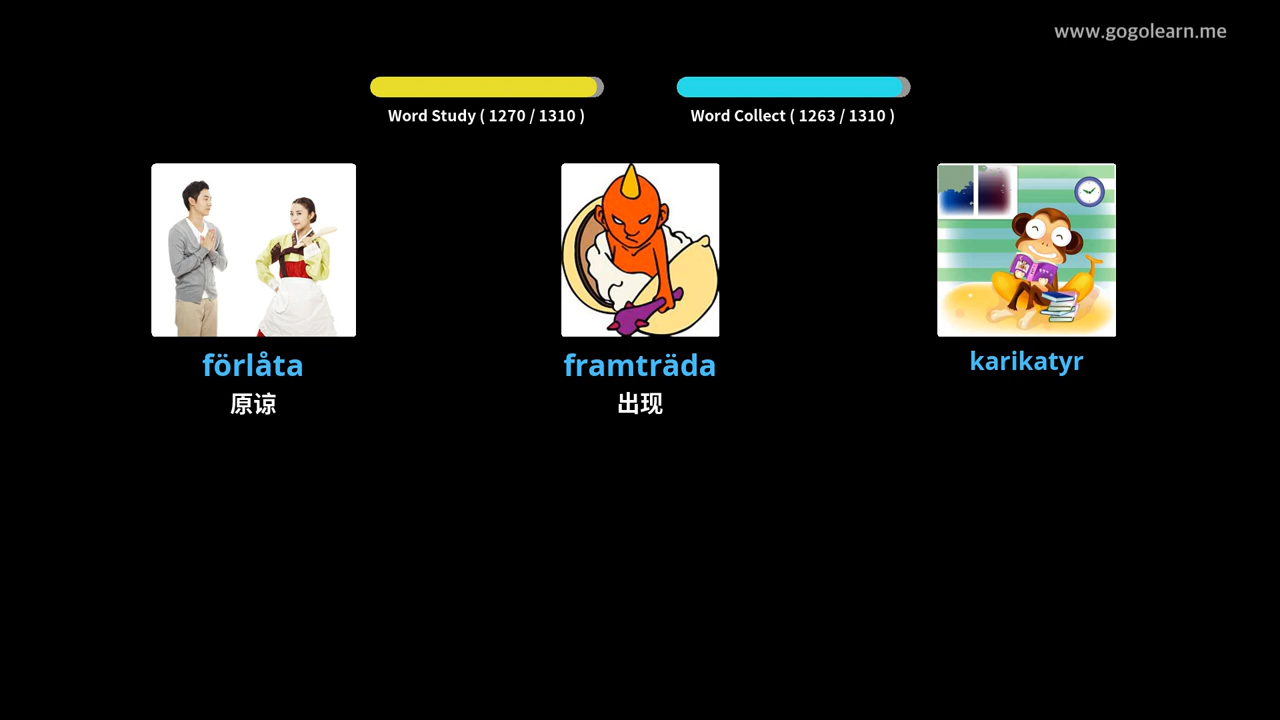 www.gogolearn.me
Word Study ( 1270 / 1310 )
Word Collect ( 1263 / 1310 )
förlåta
原谅
framträda
出现
karikatyr